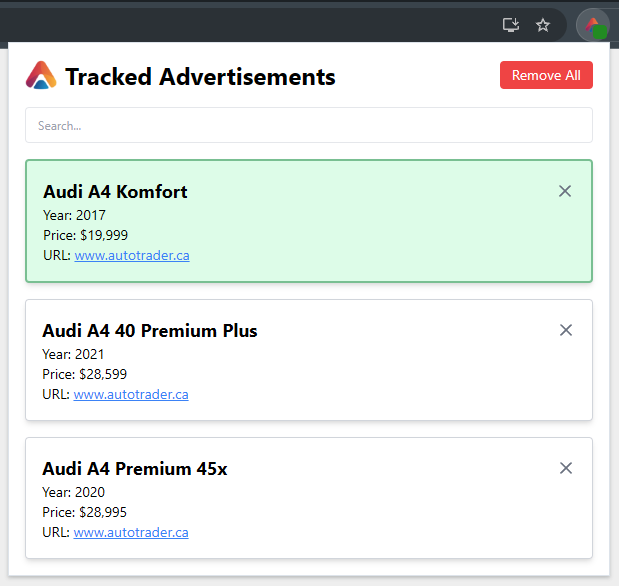 Tracked Advertisements
Remove All
Search...
Audi A4 Komfort
Year: 2017
Price: $19,999
URL: www.autotrader.ca
Audi A4 40 Premium Plus
Year: 2021
Price: $28,599
URL: www.autotrader.ca
Audi A4 Premium 45x
Year: 2020
Price: $28,995
URL: www.autotrader.ca